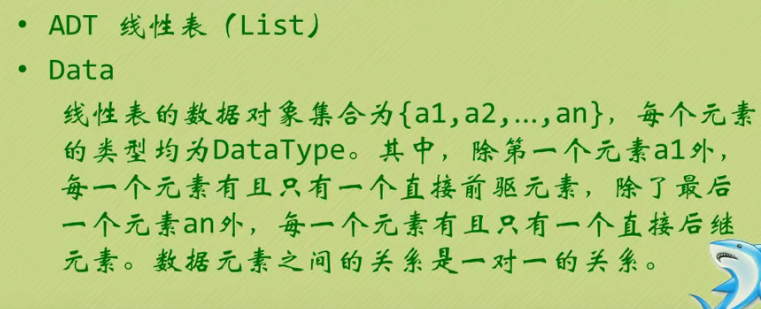 • ADT 线性表（List）
• Data
线性表的数据对象集合为{a1,a2,…,an}，每个元素
的类型均为DataType。其中，除第一个元素a1外，
每一个元素有且只有一个直接前驱元素，除了最后
一个元素an外，每一个元素有且只有一个直接后继
元素。数据元素之间的关系是一对一的关系。